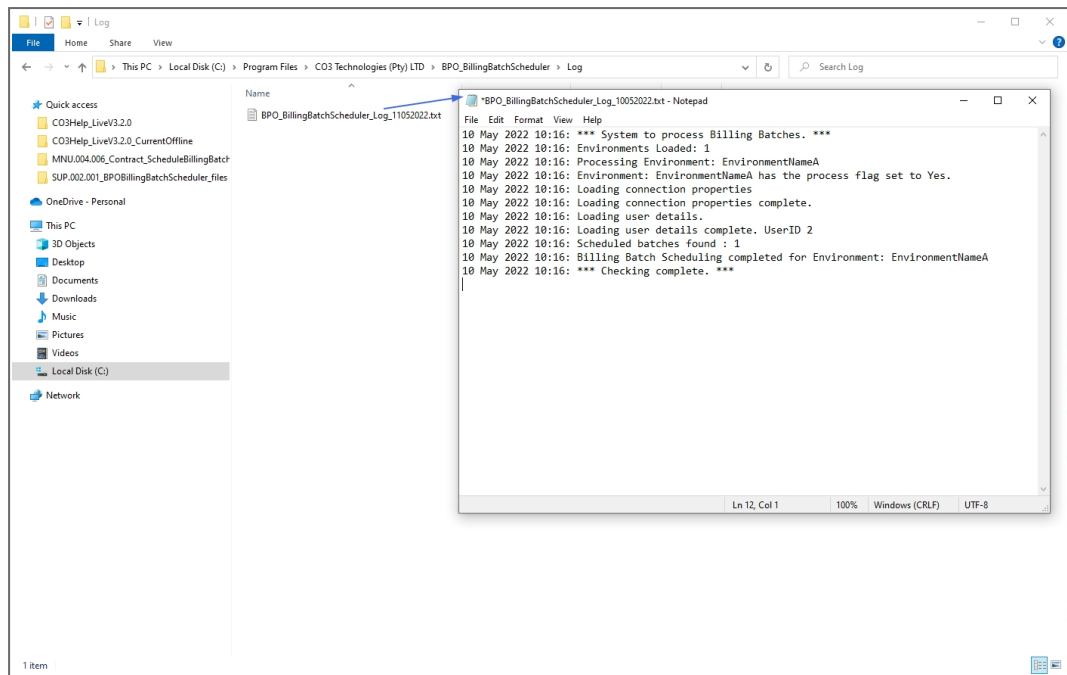 Log
File Home Share View
This PC > Local Disk (C:) > Program Files > CO3 Technologies (Pty) LTD > BPO_BillingBatchScheduler > Log
Search Log
Name
Quick access
CO3Help_LiveV3.2.0
CO3Help_LiveV3.2.0_CurrentOffline
MNU.004.006_Contract_ScheduleBillingBatch
SUP.002.001_BPOBillingBatchScheduler_files
OneDrive - Personal
This PC
3D Objects
Desktop
Documents
Downloads
Music
Pictures
Videos
Local Disk (C:)
Network
BPO_BillingBatchScheduler_Log_11052022.txt
*BPO_BillingBatchScheduler_Log_10052022.txt - Notepad
File Edit Format View Help
10 May 2022 10:16: *** System to process Billing Batches. ***
10 May 2022 10:16: Environments Loaded: 1
10 May 2022 10:16: Processing Environment: EnvironmentNameA
10 May 2022 10:16: Environment: EnvironmentNameA has the process flag set to Yes.
10 May 2022 10:16: Loading connection properties
10 May 2022 10:16: Loading connection properties complete.
10 May 2022 10:16: Loading user details.
10 May 2022 10:16: Loading user details complete. UserID 2
10 May 2022 10:16: Scheduled batches found : 1
10 May 2022 10:16: Billing Batch Scheduling completed for Environment: EnvironmentNameA
10 May 2022 10:16: *** Checking complete. ***
Ln 12, Col 1 100% Windows (CRLF) UTF-8
1 item